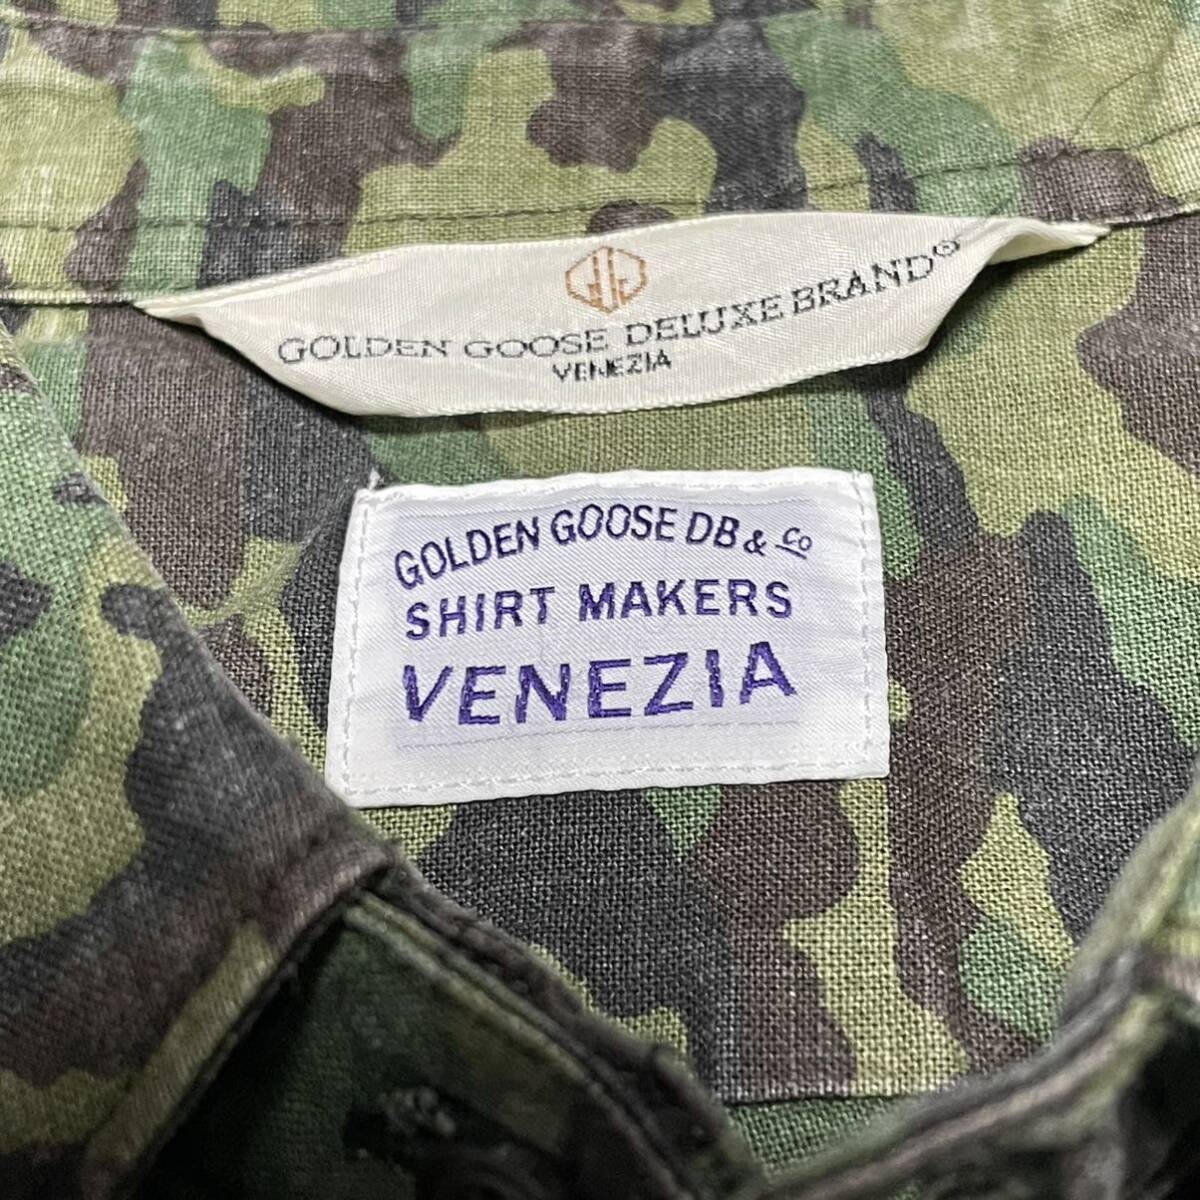 GOLDEN GOOSE DELUXE BRAND®
VENEZIA
GOLDEN GOOSE DB & Co
SHIRT MAKERS
VENEZIA